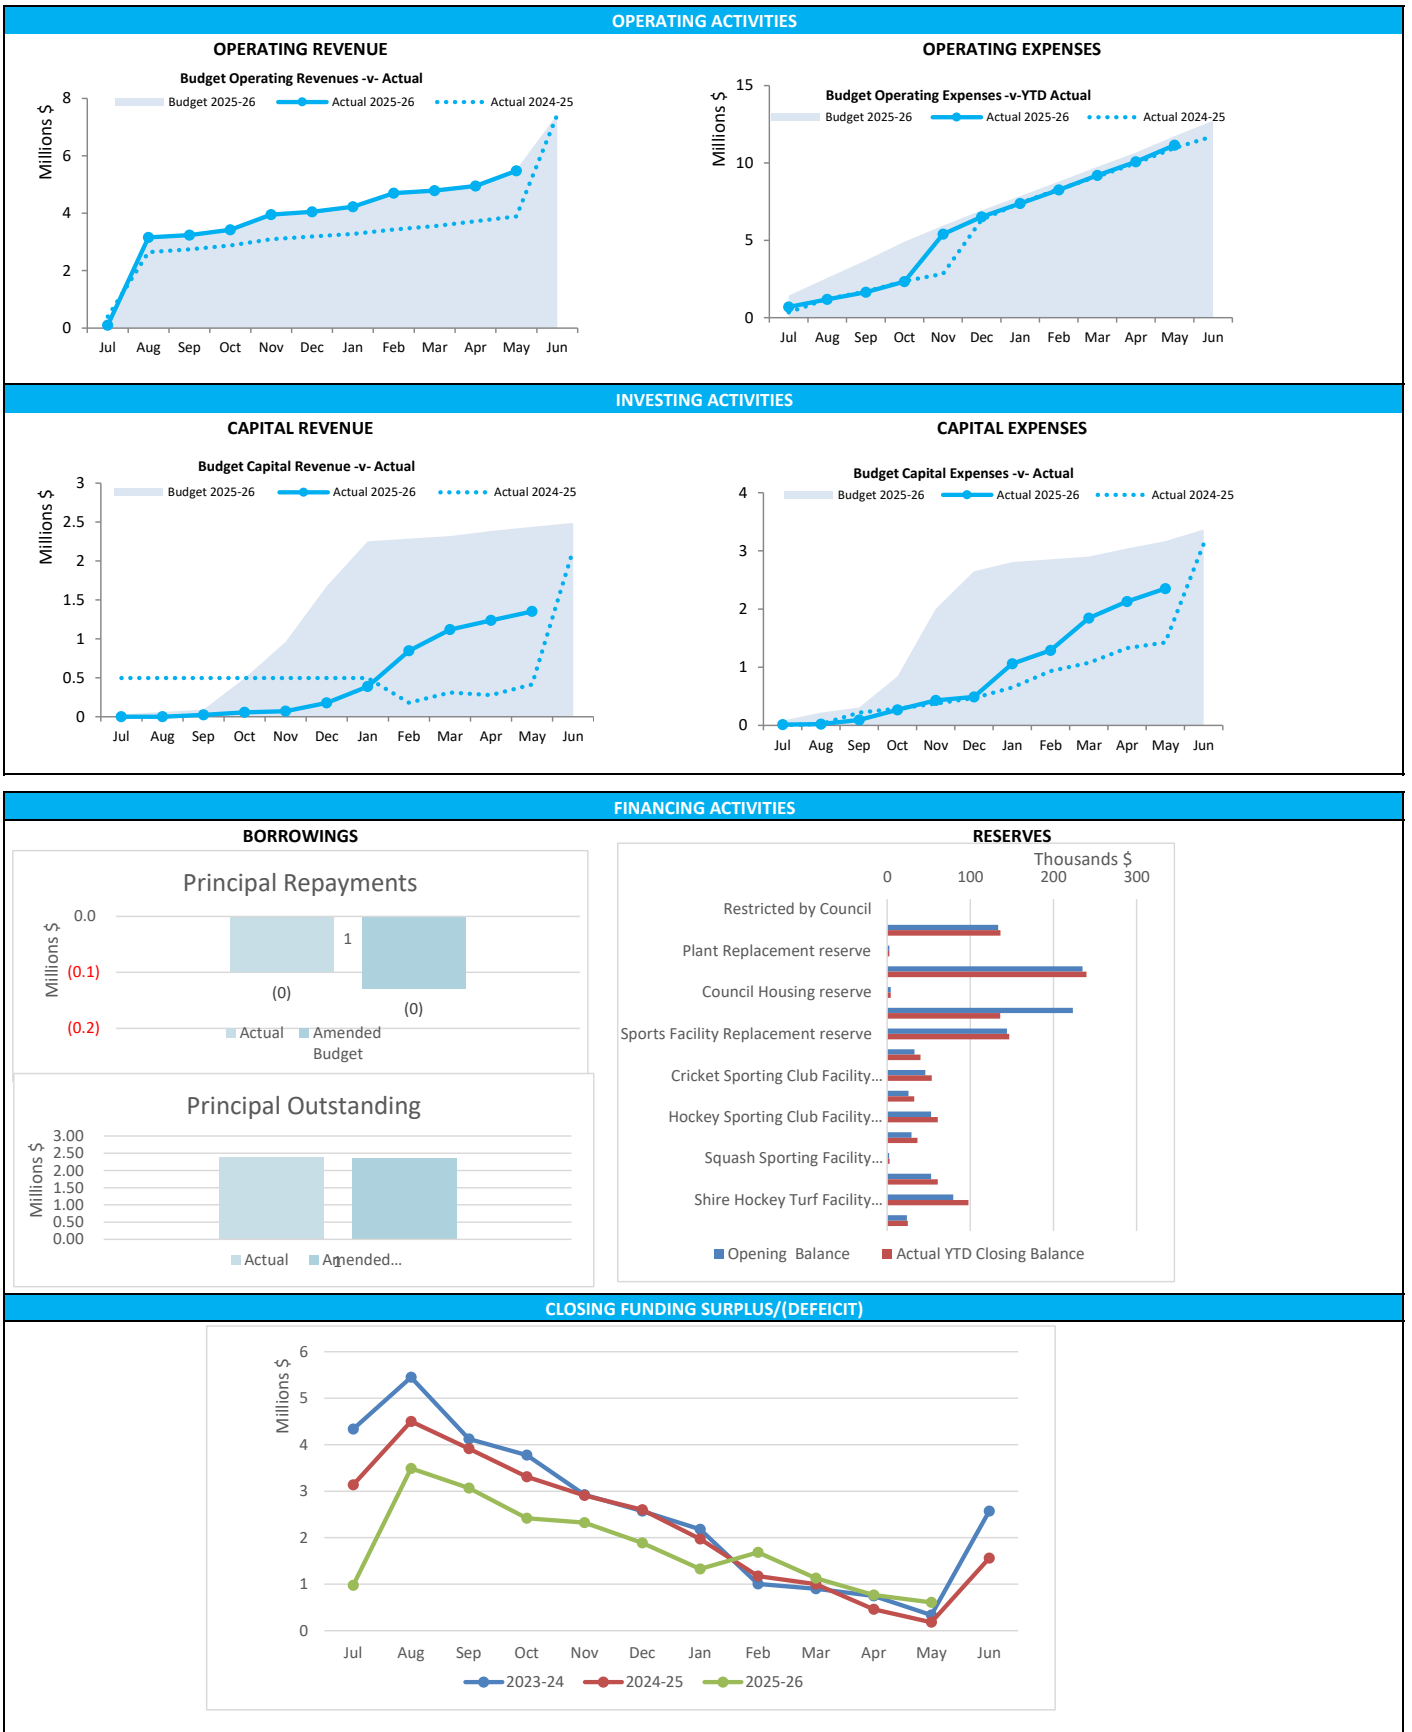 OPERATING ACTIVITIES
OPERATING REVENUE
Budget Operating Revenues -v- Actual
Budget 2025-26 Actual 2025-26 Actual 2024-25
Millions $
8
6
4
2
0
Jul Aug Sep Oct Nov Dec Jan Feb Mar Apr May Jun
OPERATING EXPENSES
Budget Operating Expenses -v-YTD Actual
Budget 2025-26 Actual 2025-26 Actual 2024-25
Millions $
15
10
5
0
Jul Aug Sep Oct Nov Dec Jan Feb Mar Apr May Jun
INVESTING ACTIVITIES
CAPITAL REVENUE
Budget Capital Revenue -v- Actual
Budget 2025-26 Actual 2025-26 Actual 2024-25
Millions $
3
2.5
2
1.5
1
0.5
0
Jul Aug Sep Oct Nov Dec Jan Feb Mar Apr May Jun
CAPITAL EXPENSES
Budget Capital Expenses -v- Actual
Budget 2025-26 Actual 2025-26 Actual 2024-25
4
3
2
1
0
Jul Aug Sep Oct Nov Dec Jan Feb Mar Apr May Jun
FINANCING ACTIVITIES
BORROWINGS
Principal Repayments
Millions $
0.0
(0.1)
(0.2)
1
(0)
(0)
Actual Amended
Budget
Principal Outstanding
Millions $
3.00
2.50
2.00
1.50
1.00
0.50
0.00
Actual Amended...
1
RESERVES
Thousands $
0 100 200 300
Restricted by Council
Plant Replacement reserve
Council Housing reserve
Sports Facility Replacement reserve
Cricket Sporting Club Facility...
Hockey Sporting Club Facility...
Squash Sporting Facility...
Shire Hockey Turf Facility...
Opening Balance Actual YTD Closing Balance
CLOSING FUNDING SURPLUS/(DEFEICIT)
Millions $
6
5
4
3
2
1
0
Jul Aug Sep Oct Nov Dec Jan Feb Mar Apr May Jun
2023-24 2024-25 2025-26